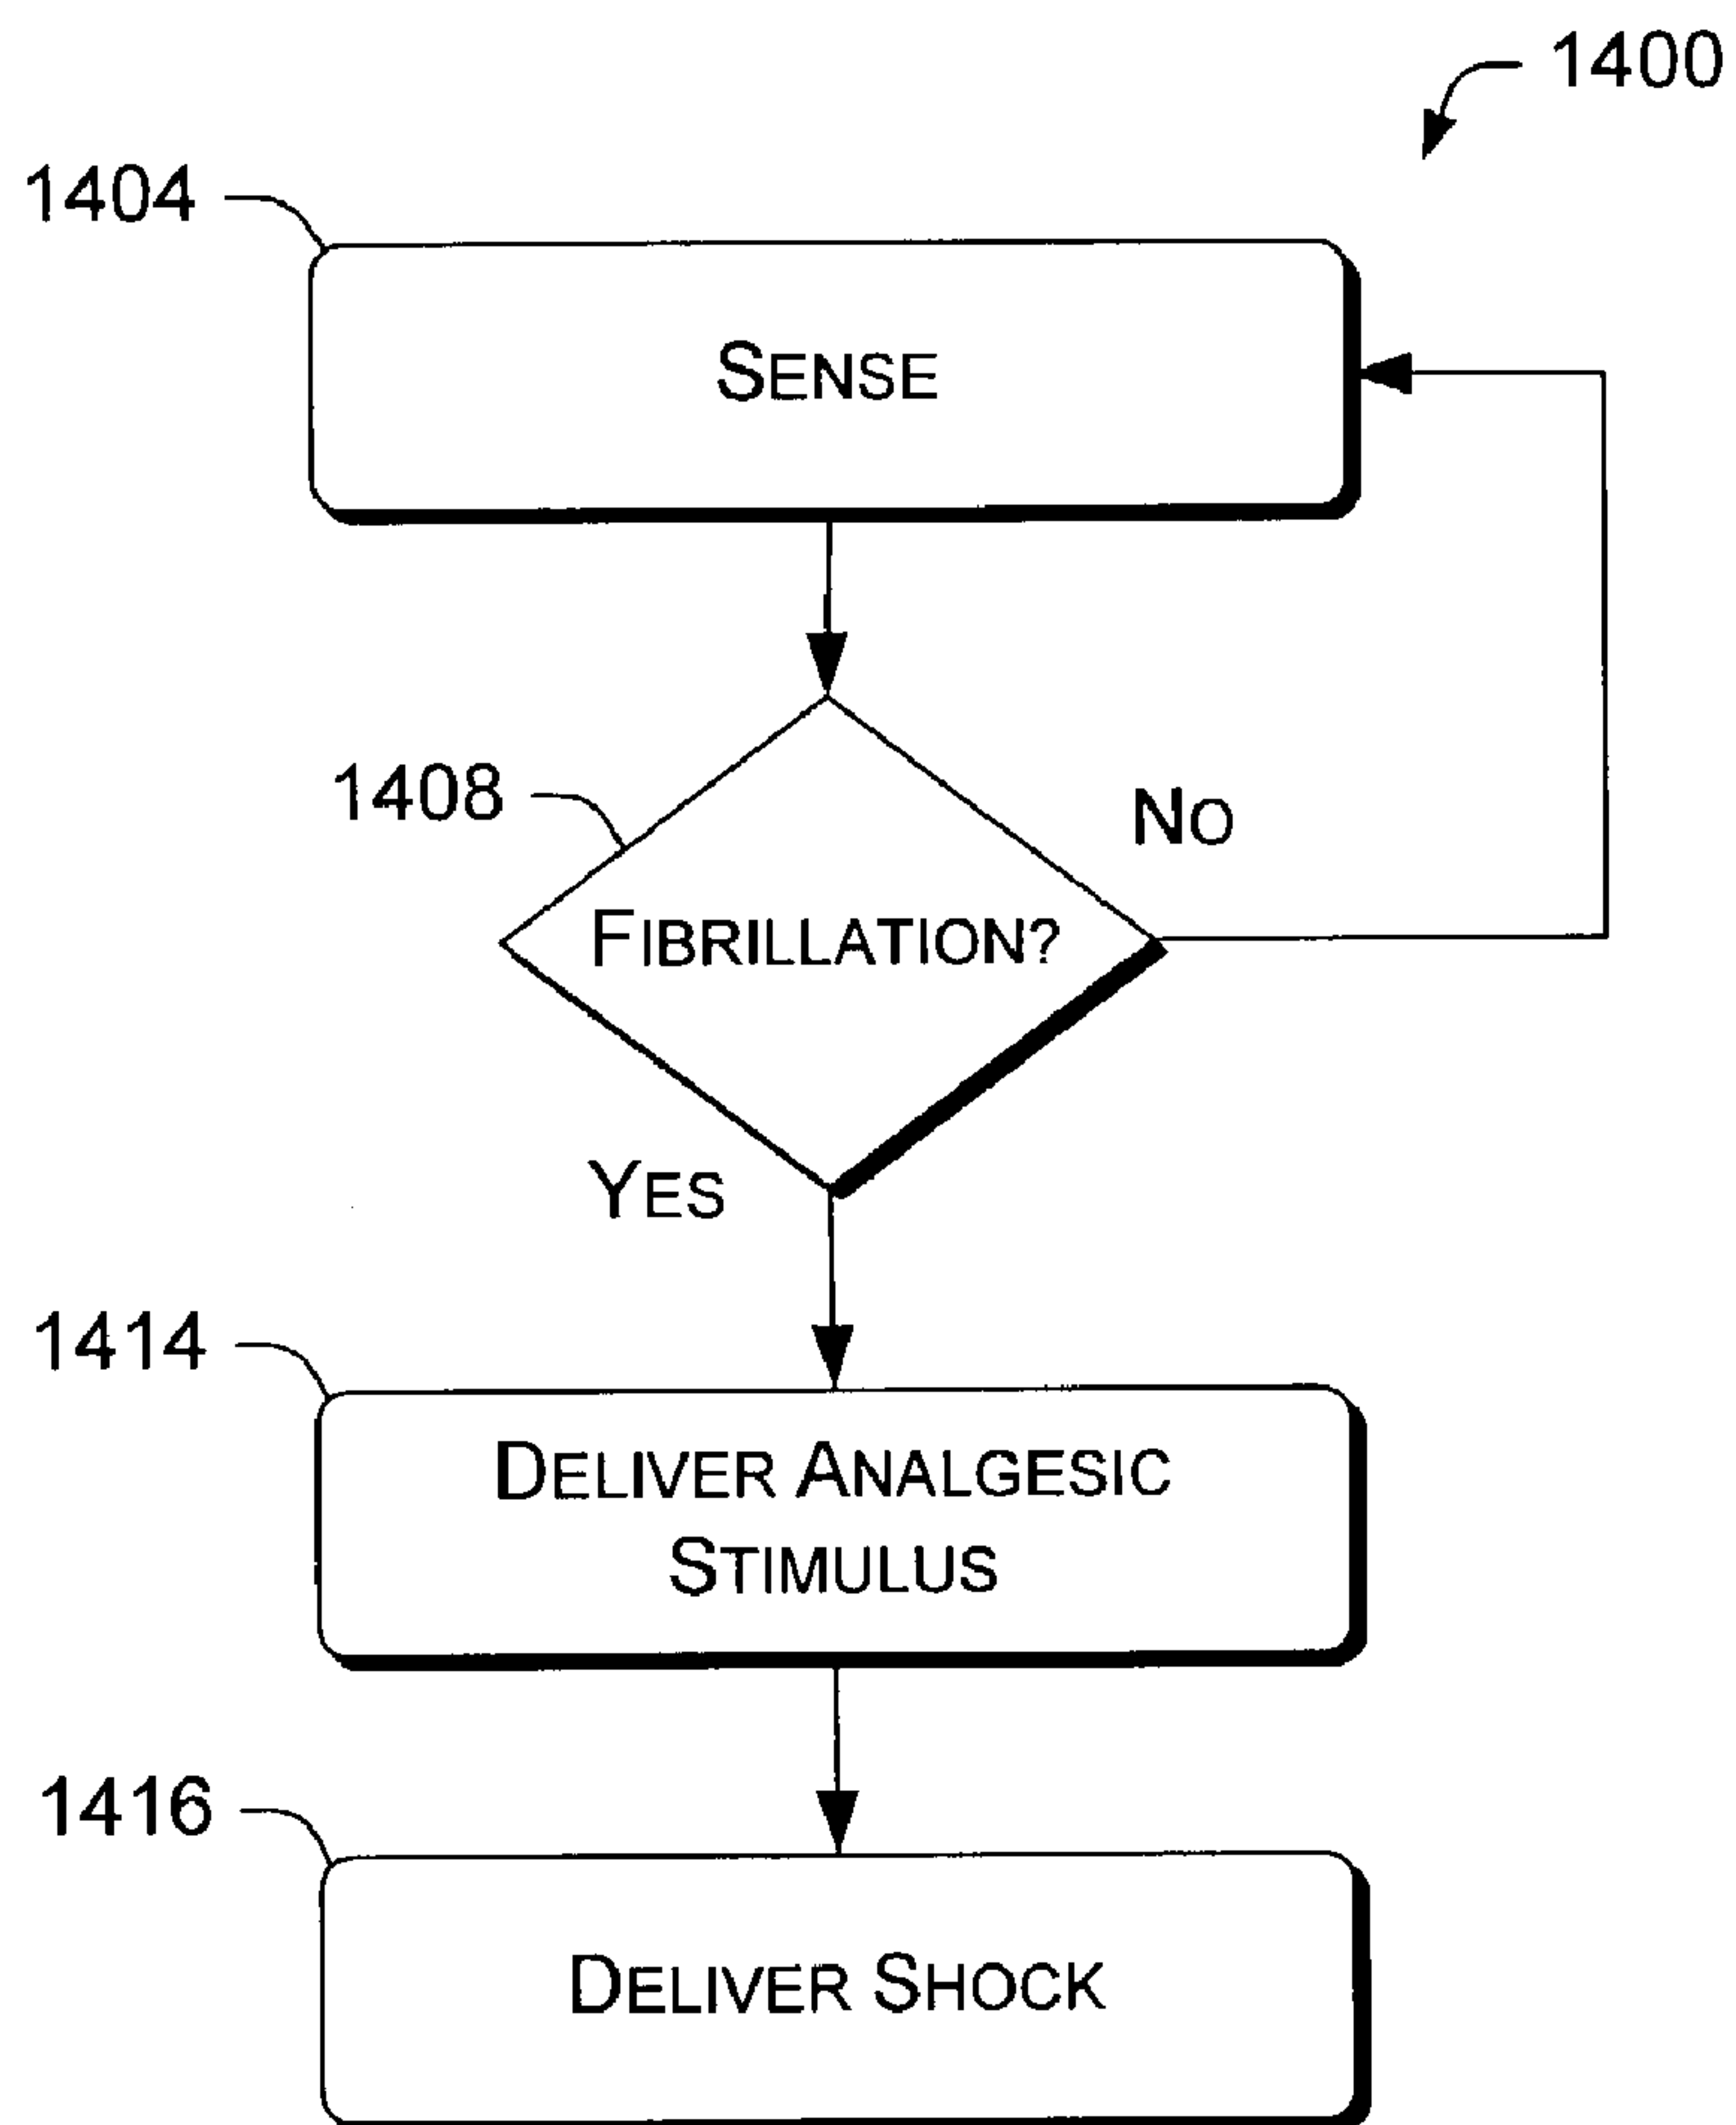 1400
1404
SENSE
1408
NO
FIBRILLATION?
YES
1414
DELIVER ANALGESIC
STIMULUS
1416
DELIVER SHOCK